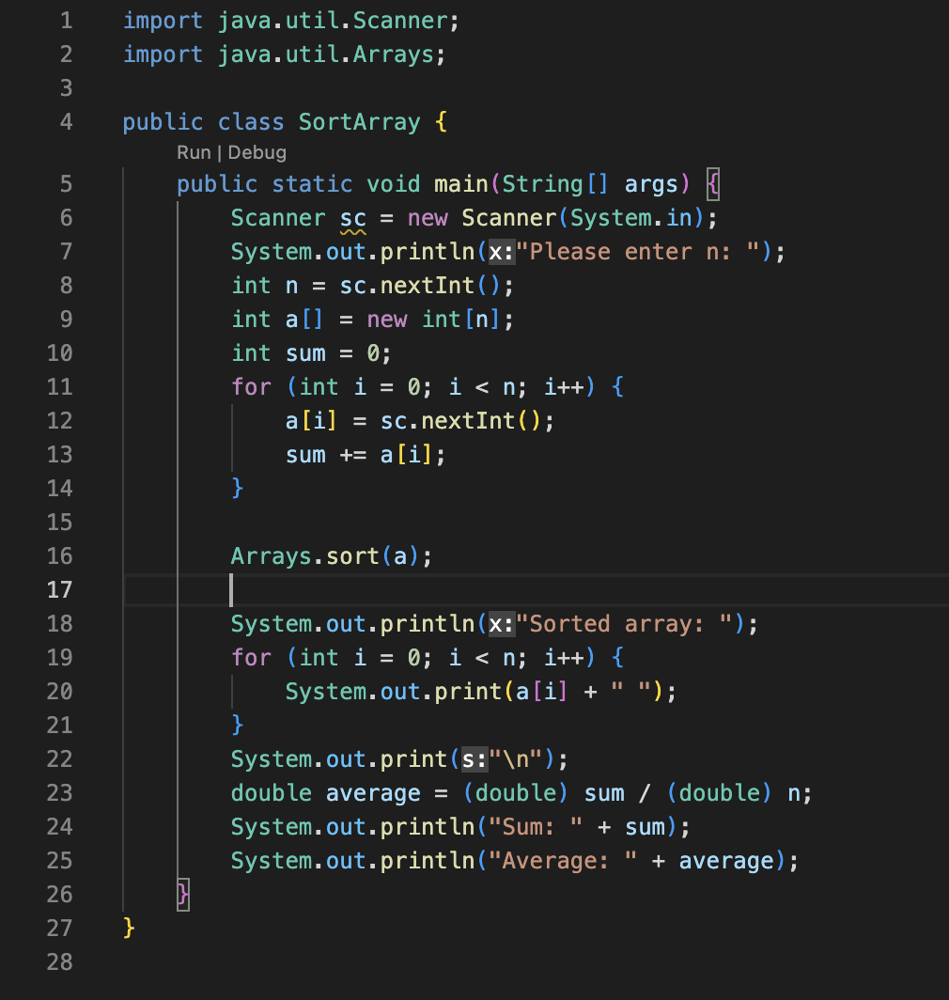 1 import java.util.Scanner;
2 import java.util.Arrays;
3
4 public class SortArray {
Run | Debug
5 public static void main(String[] args) {
6 Scanner sc = new Scanner(System.in);
7 System.out.println(x:"Please enter n: ");
8 int n = sc.nextInt();
9 int a[] = new int[n];
10 int sum = 0;
11 for (int i = 0; i < n; i++) {
12 a[i] = sc.nextInt();
13 sum += a[i];
14 }
15
16 Arrays.sort(a);
17
18 System.out.println(x:"Sorted array: ");
19 for (int i = 0; i < n; i++) {
20 System.out.print(a[i] + " ");
21 }
22 System.out.print(s:"\n");
23 double average = (double) sum / (double) n;
24 System.out.println("Sum: " + sum);
25 System.out.println("Average: " + average);
26 }
27 }
28